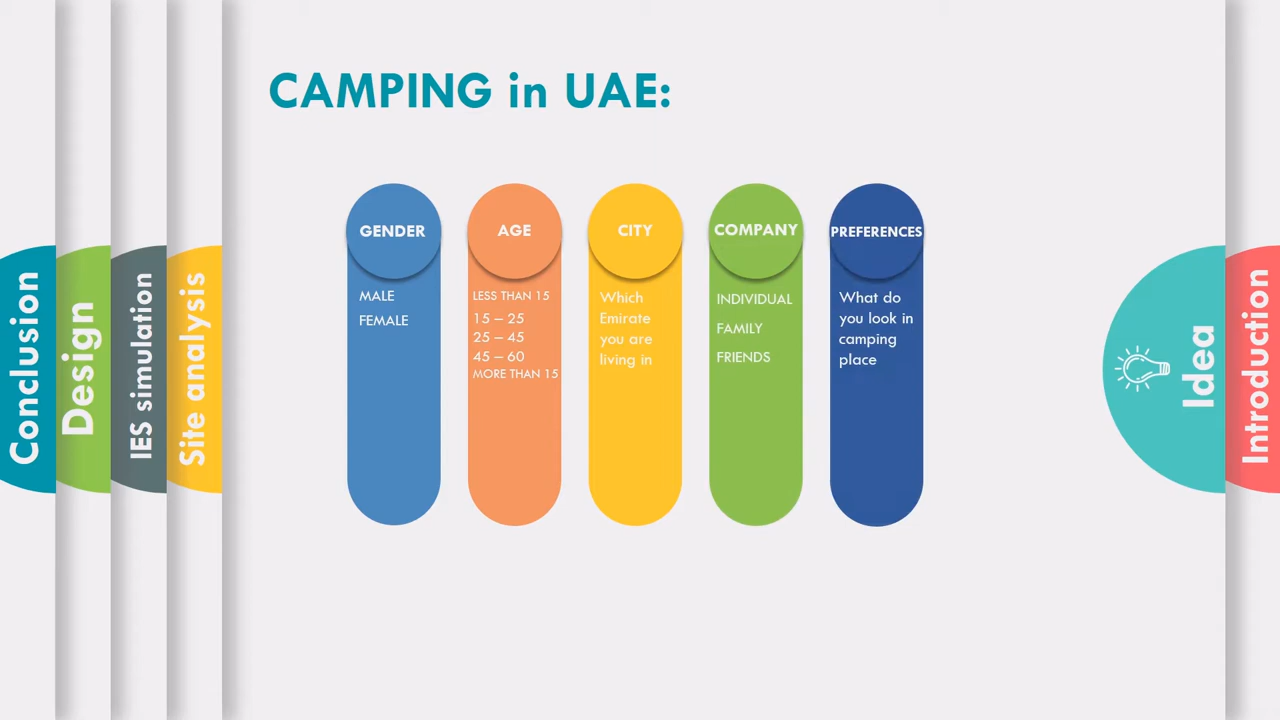 CAMPING in UAE:
GENDER
MALE
FEMALE
AGE
LESS THAN 15
15 – 25
25 – 45
45 – 60
MORE THAN 15
CITY
Which
Emirate
you are
living in
COMPANY
INDIVIDUAL
FAMILY
FRIENDS
PREFERENCES
What do
you look in
camping
place
Conclusion
Design
IES simulation
Site analysis
Idea
Introduction